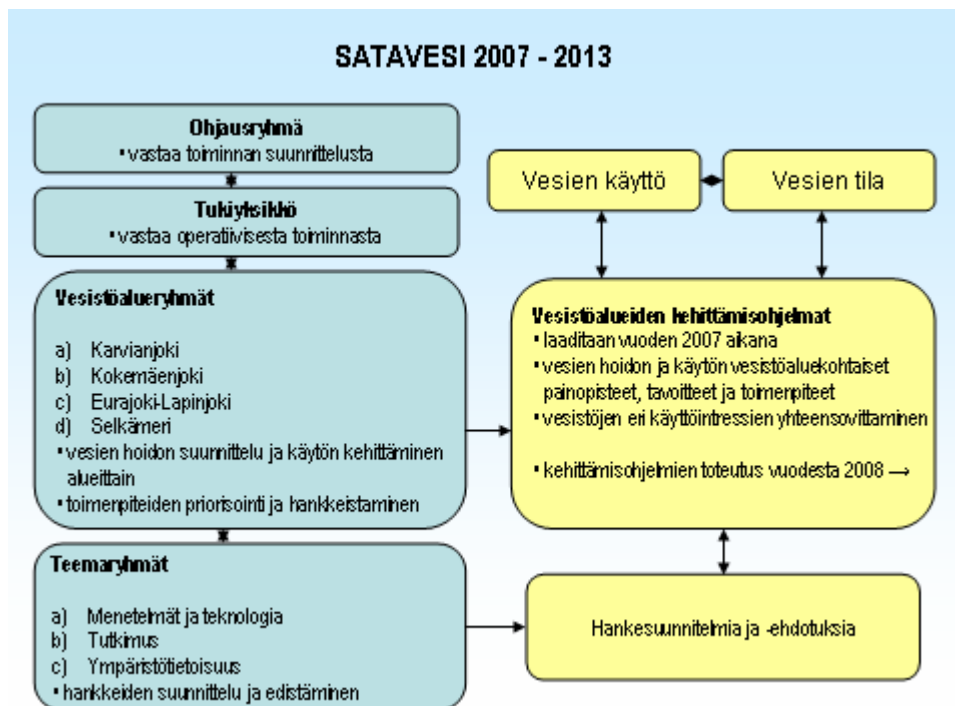 SATAVESI 2007 - 2013
Ohjausryhmä
▪vastaa toiminnan suunnittelusta
Tukiyksikkö
▪vastaa operatiivisesta toiminnasta
Vesistöalueryhmät
a) Karvianjoki
b) Kokemäenjoki
c) Eurajoki-Lapinjoki
d) Selkämeri
▪vesien hoidon suunnittelu ja käytön kehittäminen
alueittain
▪toimenpiteiden priorisointi ja hankkeistaminen
Teemaryhmät
a) Menetelmät ja teknologia
b) Tutkimus
c) Ympäristötietoisuus
▪hankkeiden suunnittelu ja edistäminen
Vesien käyttö
Vesien tila
Vesistöalueiden kehittämisohjelmat
▪laaditaan vuoden 2007 aikana
▪vesien hoidon ja käytön vesistöaluekohtaiset
painopisteet, tavoitteet ja toimenpiteet
▪vesistöjen eri käyttöintressien yhteensovittaminen
▪kehittämisohjelmien toteutus vuodesta 2008 →
Hankesuunnitelmia ja -ehdotuksia